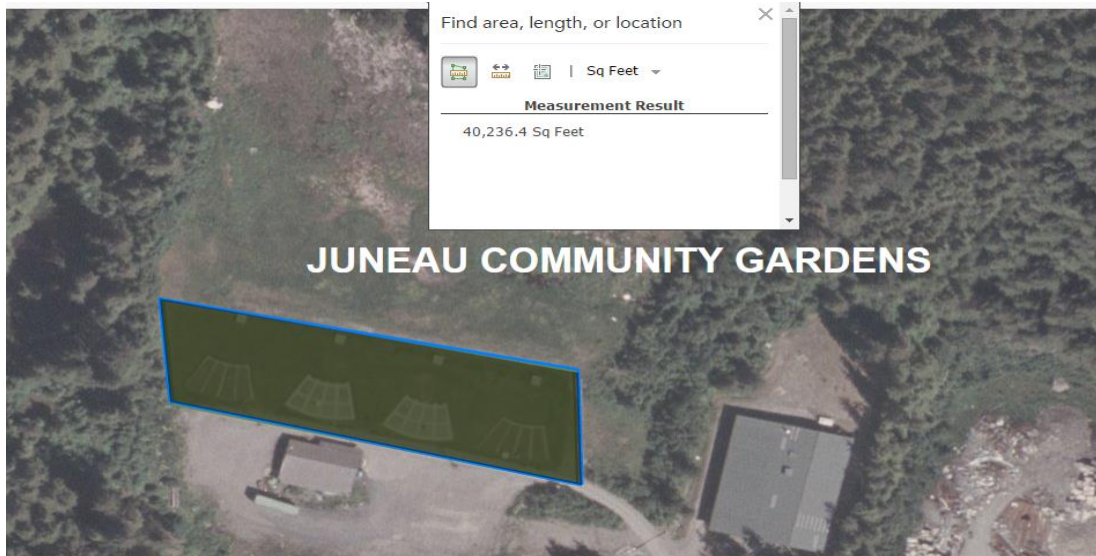 Find area, length, or location
Sq Feet
Measurement Result
40,236.4 Sq Feet
JUNEAU COMMUNITY GARDENS